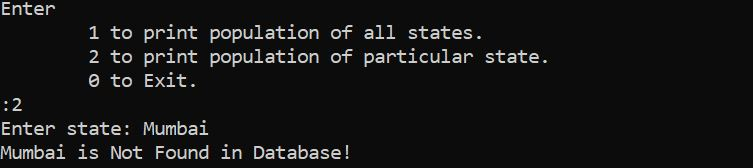 Enter
        1 to print population of all states.
        2 to print population of particular state.
        0 to Exit.
:2
Enter state: Mumbai
Mumbai is Not Found in Database!